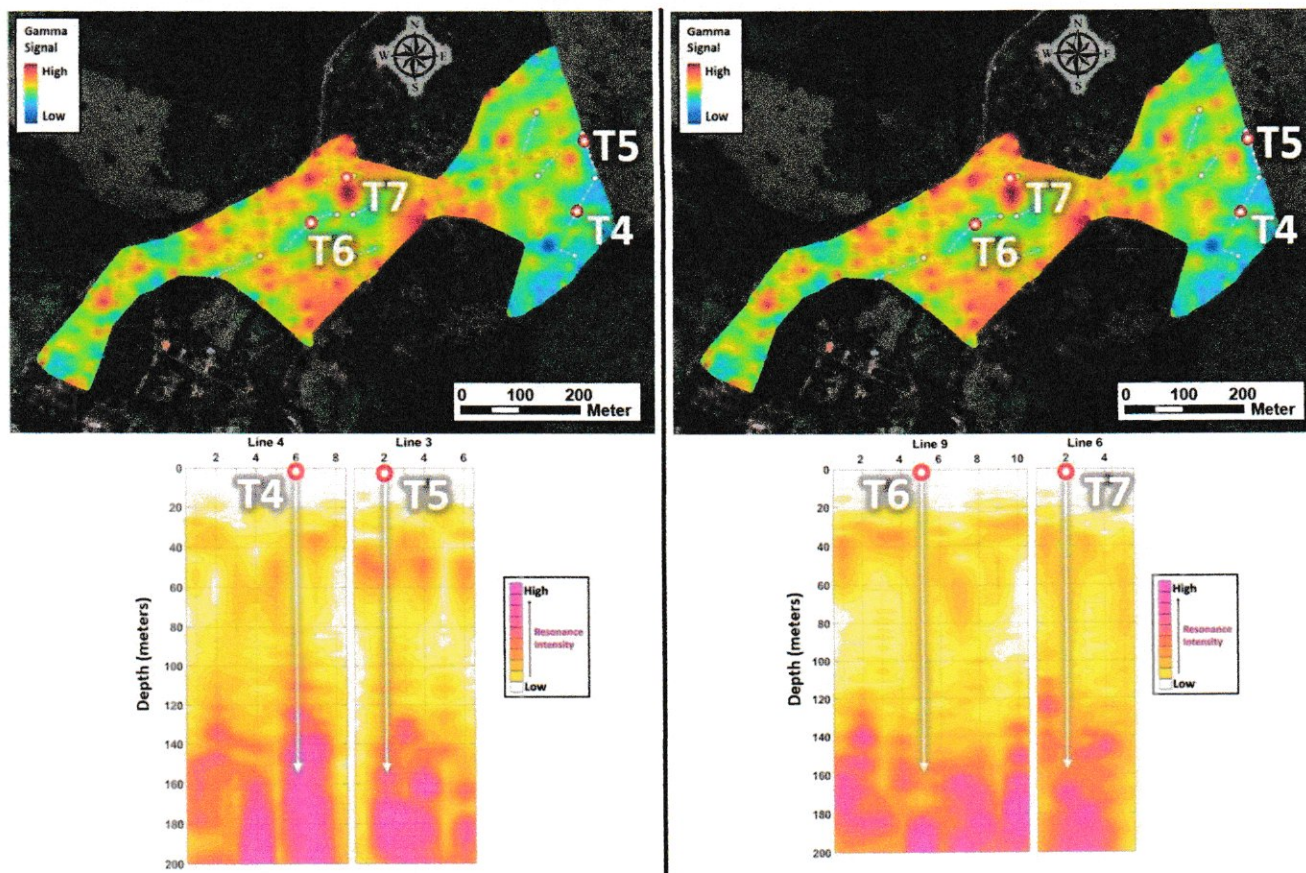 Gamma
Signal
High
Low
N
W E
S
T5
T7
T4
T6
0 100 200
Meter
Gamma
Signal
High
Low
N
W E
S
T5
T7
T4
T6
0 100 200
Meter
Line 4 Line 3
2 4 6 8 2 4 6
T4 T5
0
20
40
60
80
100
120
140
160
180
200
Depth (meters)
High
Resonance
Intensity
Low
Line 9 Line 6
2 4 6 8 10 2 4
T6 T7
0
20
40
60
80
100
120
140
160
180
200
Depth (meters)
High
Resonance
Intensity
Low